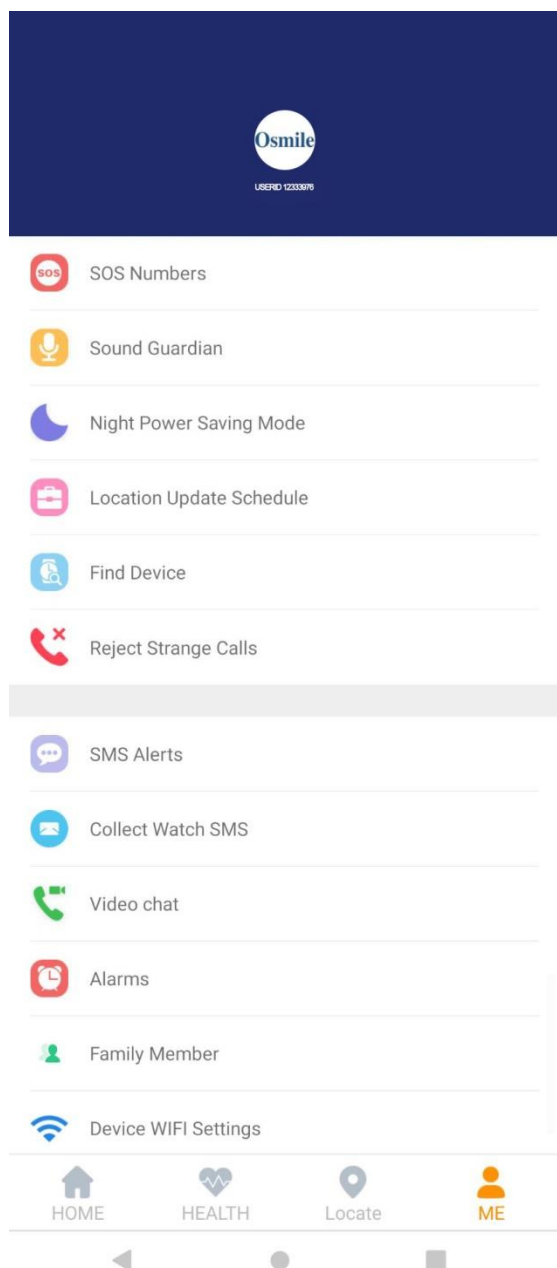 Osmile
USERID 12333976
SOS
SOS Numbers
Sound Guardian
Night Power Saving Mode
Location Update Schedule
Find Device
Reject Strange Calls
SMS Alerts
Collect Watch SMS
Video chat
Alarms
Family Member
Device WIFI Settings
HOME
HEALTH
Locate
ME